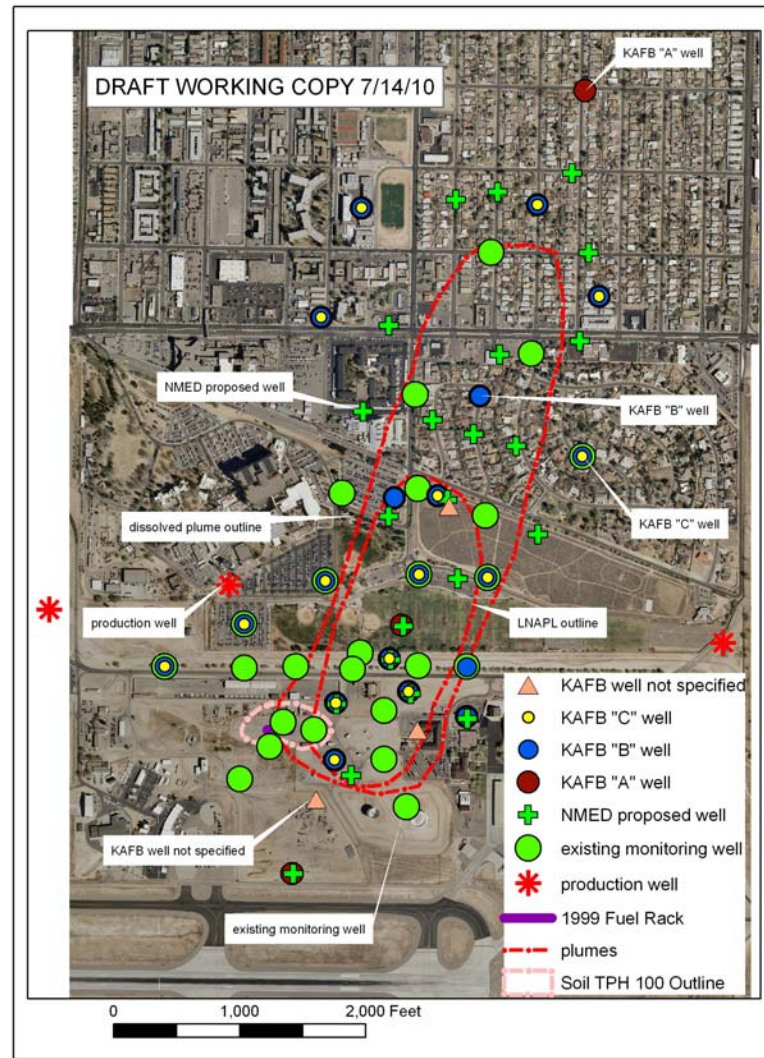 KAFB "A" well
DRAFT WORKING COPY 7/14/10
NMED proposed well
KAFB "B" well
KAFB "C" well
dissolved plume outline
production well
LNAPL outline
KAFB well not specified
existing monitoring well
KAFB well not specified
KAFB "C" well
KAFB "B" well
KAFB "A" well
NMED proposed well
existing monitoring well
production well
1999 Fuel Rack
plumes
Soil TPH 100 Outline
0 1,000 2,000 Feet